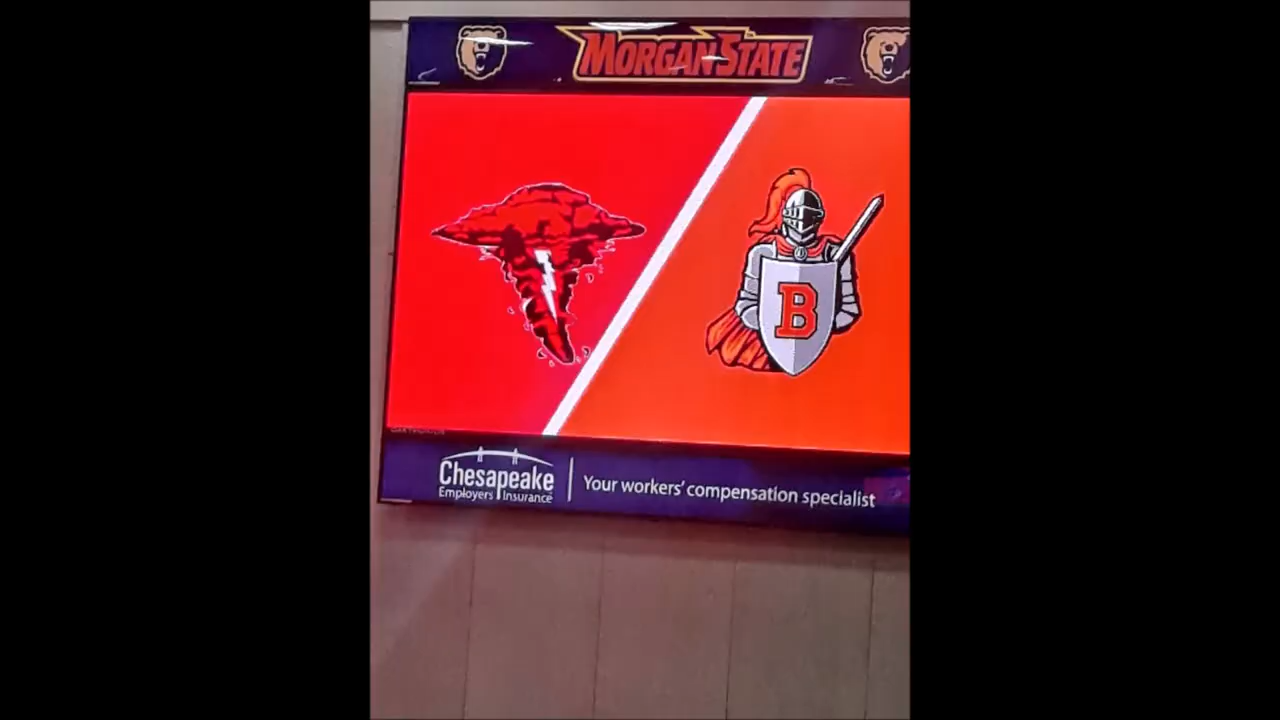 MORGAN STATE
B
Chesapeake
Employers Insurance
Your workers' compensation specialist